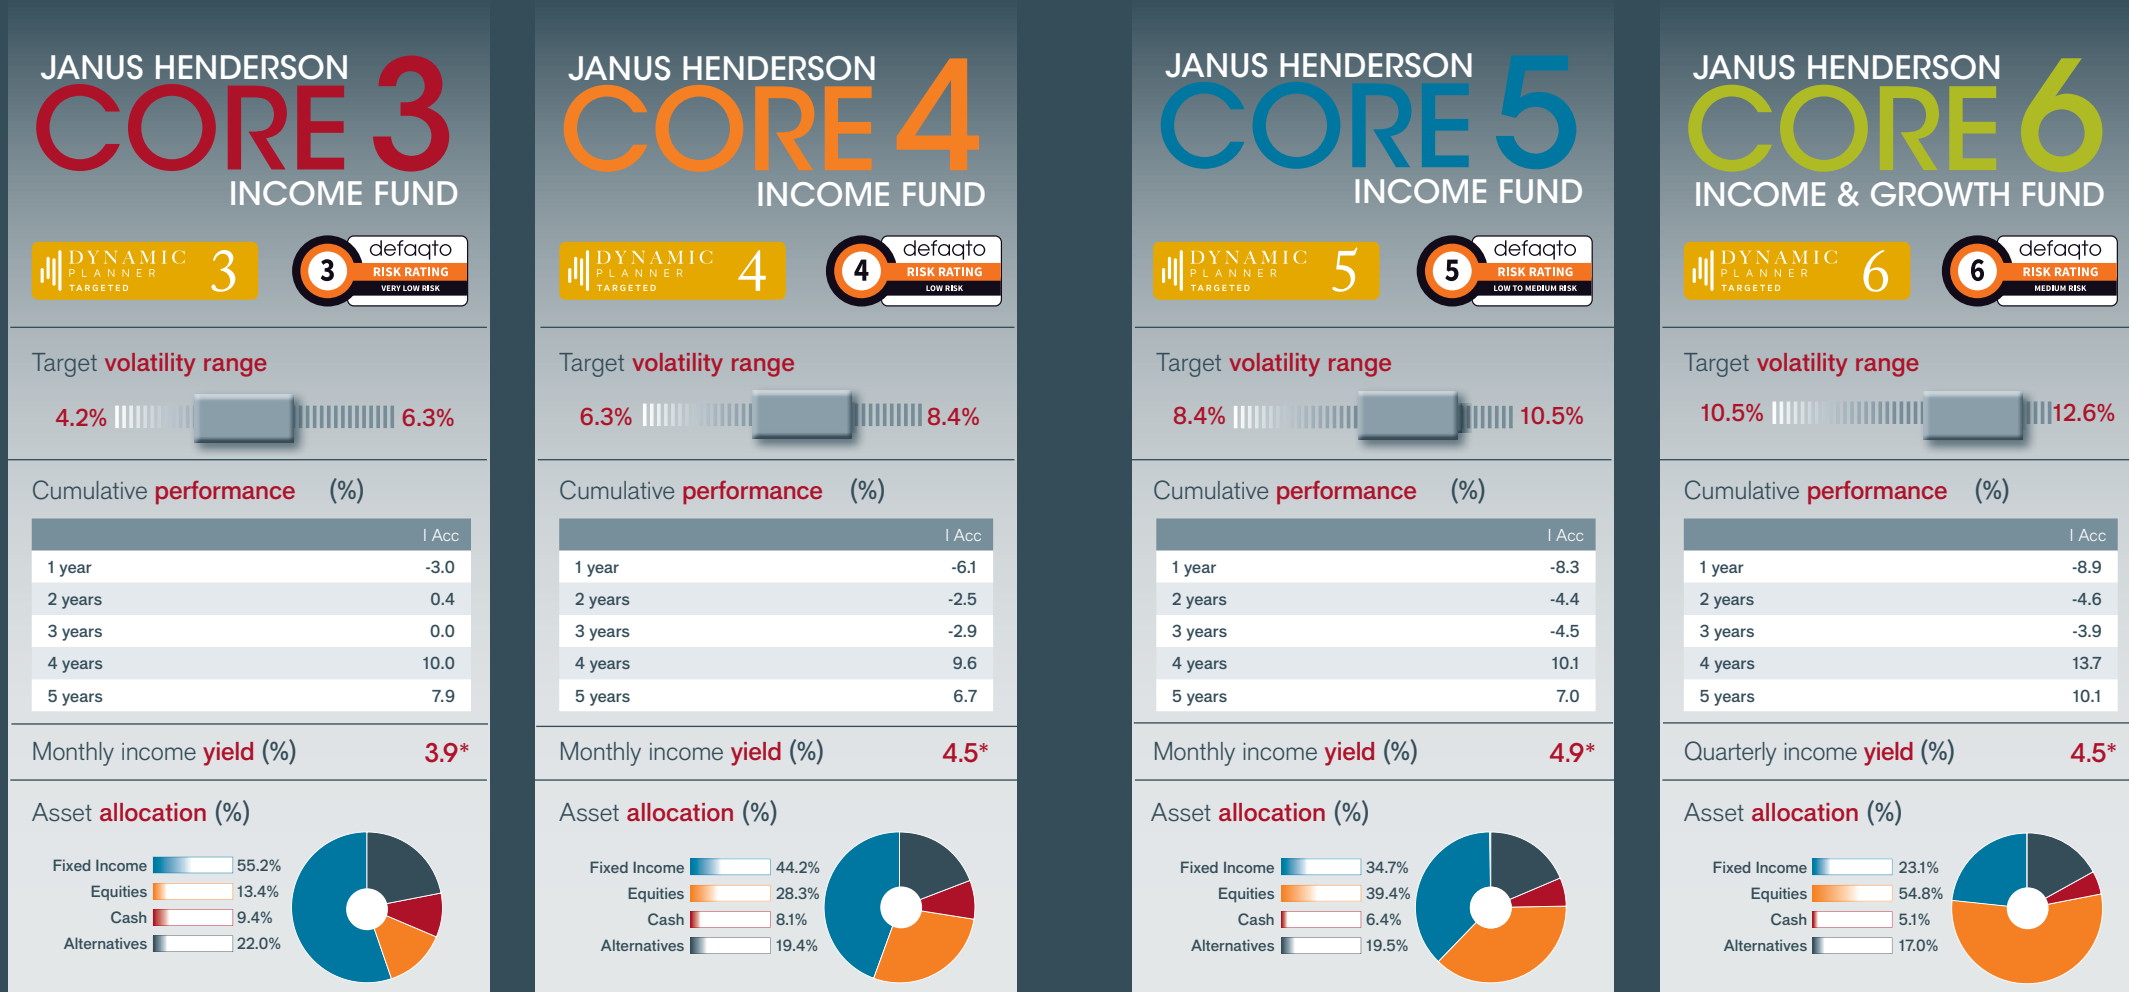 JANUS HENDERSON
CORE 3
INCOME FUND
DYNAMIC
PLANNER
TARGETED
3
3
defaqto
RISK RATING
VERY LOW RISK
Target volatility range
4.2%
6.3%
Cumulative performance (%)
I Acc
1 year -3.0
2 years 0.4
3 years 0.0
4 years 10.0
5 years 7.9
Monthly income yield (%) 3.9*
Asset allocation (%)
Fixed Income 55.2%
Equities 13.4%
Cash 9.4%
Alternatives 22.0%
JANUS HENDERSON
CORE 4
INCOME FUND
DYNAMIC
PLANNER
TARGETED
4
4
defaqto
RISK RATING
LOW RISK
Target volatility range
6.3%
8.4%
Cumulative performance (%)
I Acc
1 year -6.1
2 years -2.5
3 years -2.9
4 years 9.6
5 years 6.7
Monthly income yield (%) 4.5*
Asset allocation (%)
Fixed Income 44.2%
Equities 28.3%
Cash 8.1%
Alternatives 19.4%
JANUS HENDERSON
CORE 5
INCOME FUND
DYNAMIC
PLANNER
TARGETED
5
5
defaqto
RISK RATING
LOW TO MEDIUM RISK
Target volatility range
8.4%
10.5%
Cumulative performance (%)
I Acc
1 year -8.3
2 years -4.4
3 years -4.5
4 years 10.1
5 years 7.0
Monthly income yield (%) 4.9*
Asset allocation (%)
Fixed Income 34.7%
Equities 39.4%
Cash 6.4%
Alternatives 19.5%
JANUS HENDERSON
CORE 6
INCOME & GROWTH FUND
DYNAMIC
PLANNER
TARGETED
6
6
defaqto
RISK RATING
MEDIUM RISK
Target volatility range
10.5%
12.6%
Cumulative performance (%)
I Acc
1 year -8.9
2 years -4.6
3 years -3.9
4 years 13.7
5 years 10.1
Quarterly income yield (%) 4.5*
Asset allocation (%)
Fixed Income 23.1%
Equities 54.8%
Cash 5.1%
Alternatives 17.0%